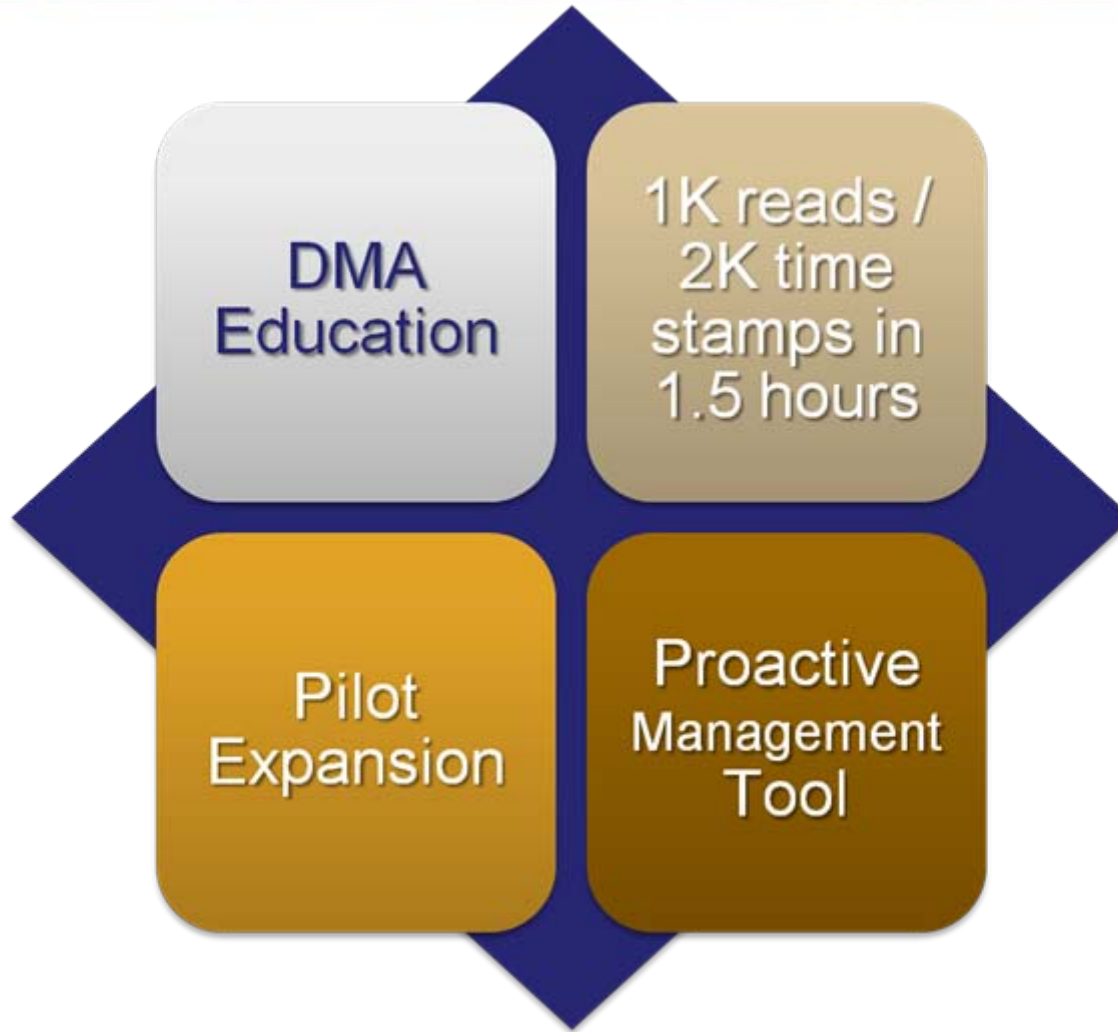 DMA
Education
1K reads /
2K time
stamps in
1.5 hours
Pilot
Expansion
Proactive
Management
Tool